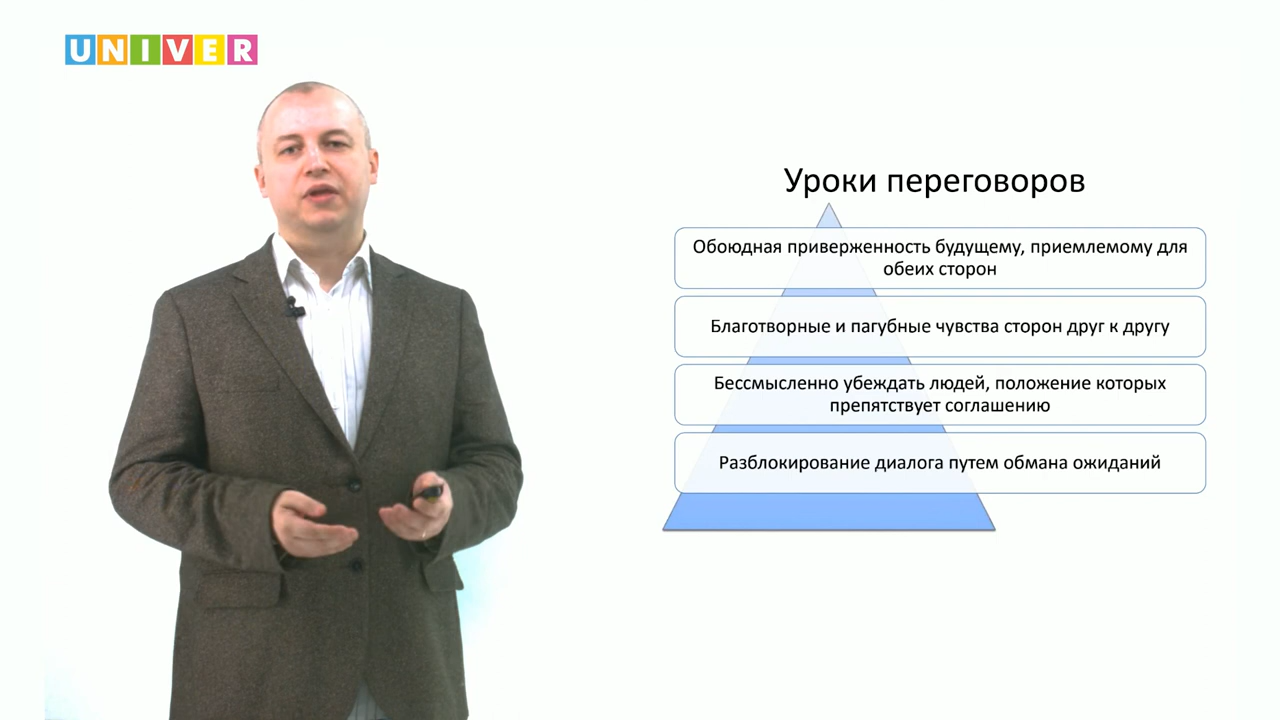 UNIVER
Уроки переговоров
Обоюдная приверженность будущему, приемлемому для
обеих сторон
Благотворные и пагубные чувства сторон друг к другу
Бессмысленно убеждать людей, положение которых
препятствует соглашению
Разблокирование диалога путем обмана ожиданий